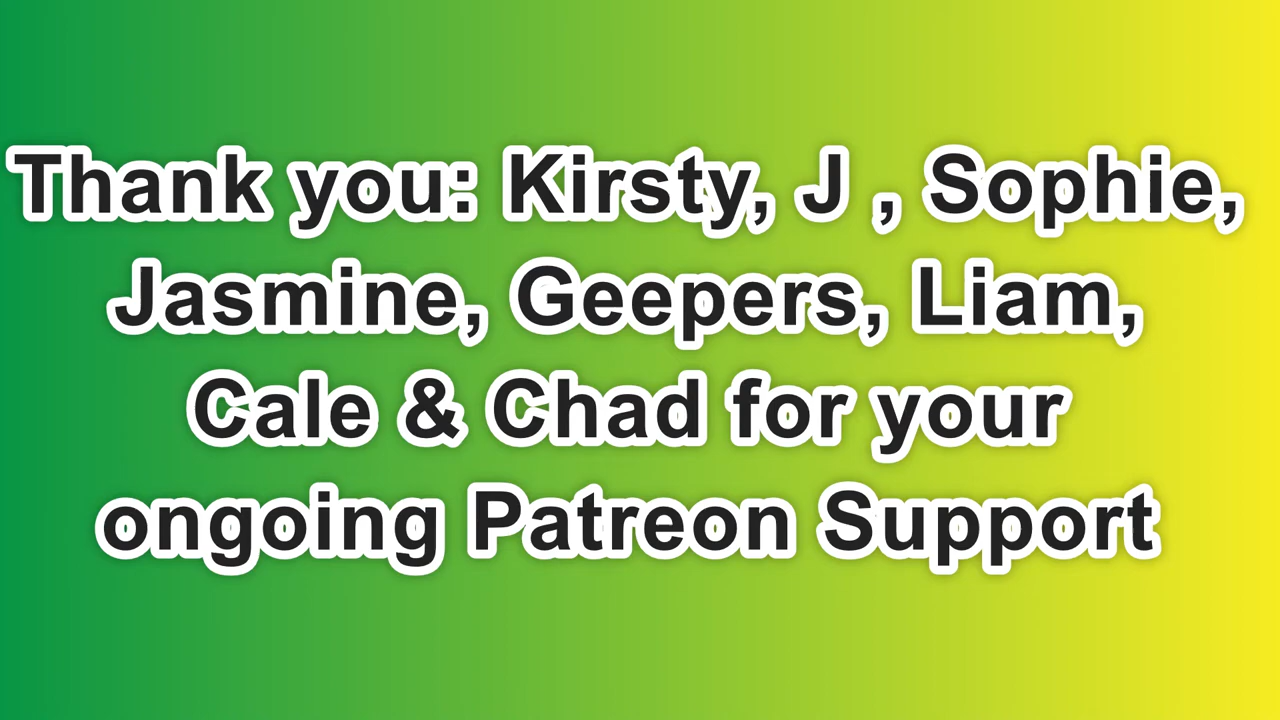 Thank you: Kirsty, J , Sophie,
Jasmine, Geepers, Liam,
Cale & Chad for your
ongoing Patreon Support